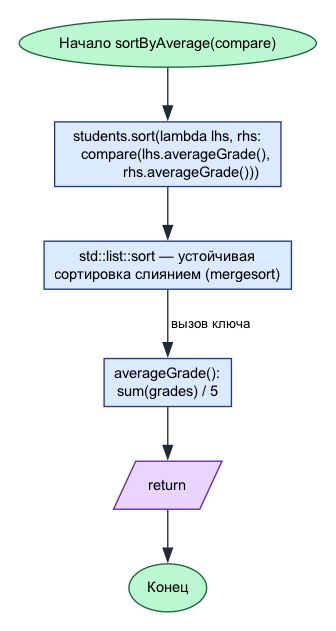 Начало sortByAverage(compare)
students.sort(lambda lhs, rhs:
compare(lhs.averageGrade(),
rhs.averageGrade()))
std::list::sort — устойчивая
сортировка слиянием (mergesort)
вызов ключа
averageGrade():
sum(grades) / 5
return
Конец